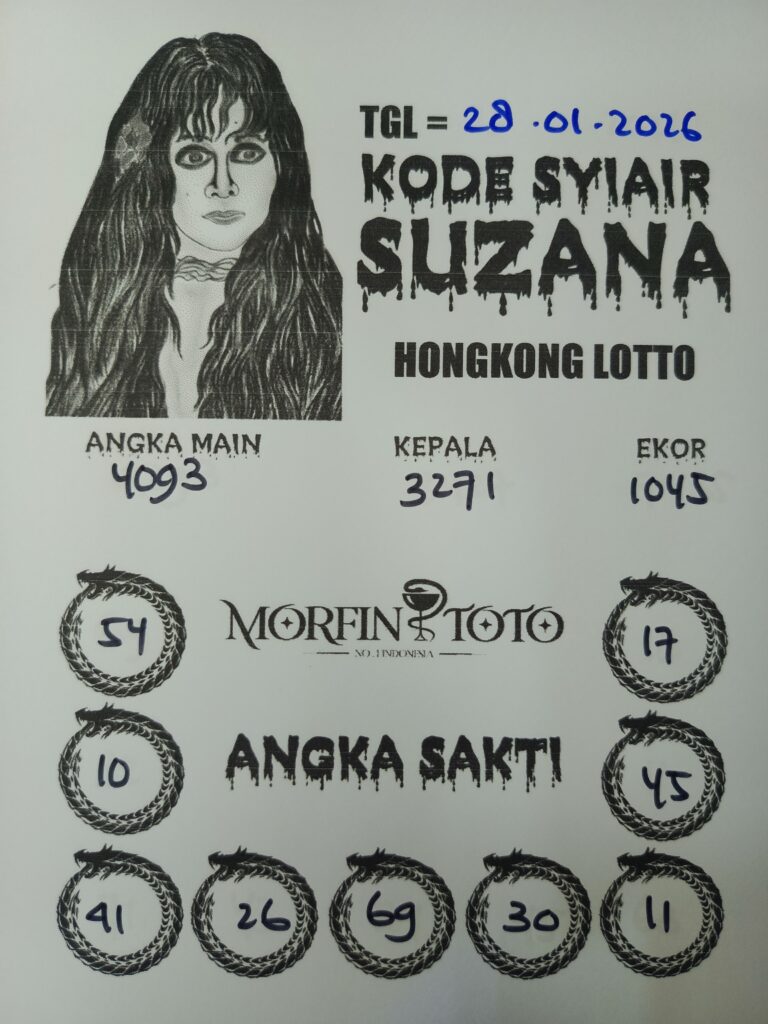 TGL = 28.01.2026
KODE SYIAIR
SUZANA
HONGKONG LOTTO
ANGKA MAIN KEPALA EKOR
4093 3271 1045
MORFIN TOTO
54 17
ANGKA SAKTI
10 45
41 26 69 30 11